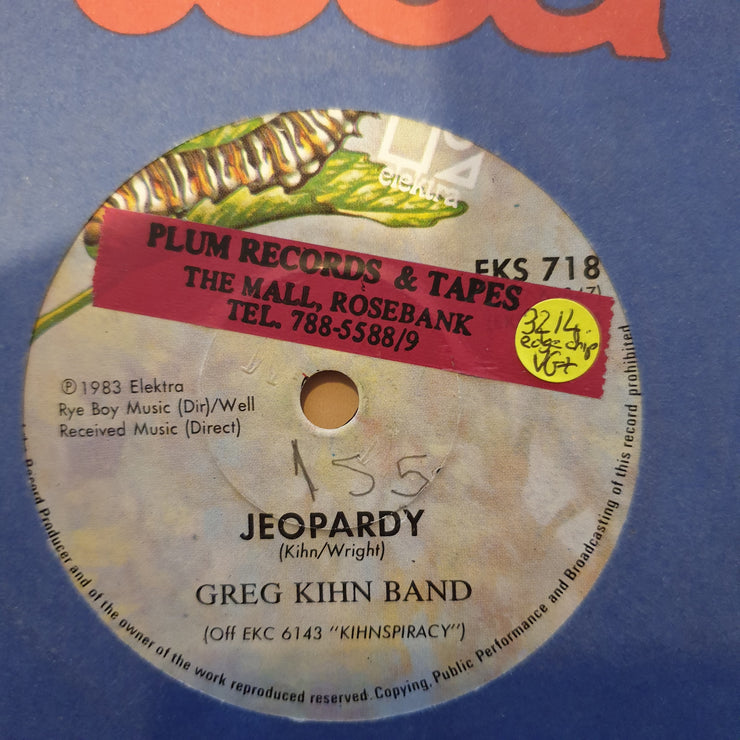 elektra
PLUM RECORDS & TAPES
THE MALL, ROSEBANK
TEL. 788-5588/9
EKS 718
3214
edge chip
VG+
℗ 1983 Elektra
Rye Boy Music (Dir)/Well
Received Music (Direct)
155
JEOPARDY
(Kihn/Wright)
GREG KIHN BAND
(Off EKC 6143 "KIHNSPIRACY")
Record Producer and of the owner of the work reproduced reserved. Copying, Public Performance and Broadcasting of this record prohibited